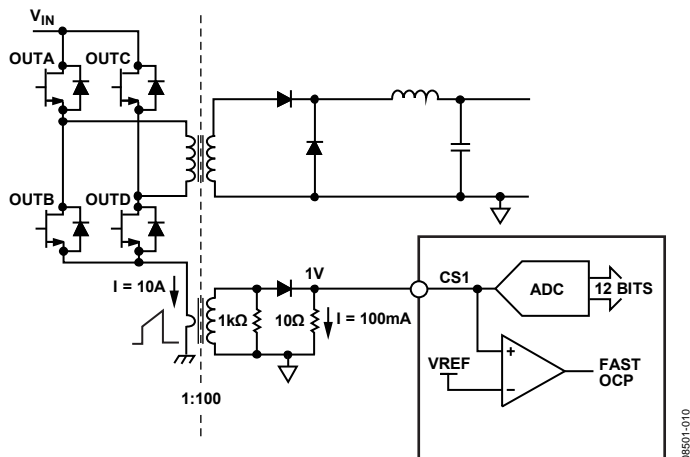 VIN
OUTA OUTC
OUTB OUTD
I = 10A
1:100
1kΩ
10Ω
1V
I = 100mA
CS1
ADC
12 BITS
VREF
+
−
FAST
OCP
08501-010